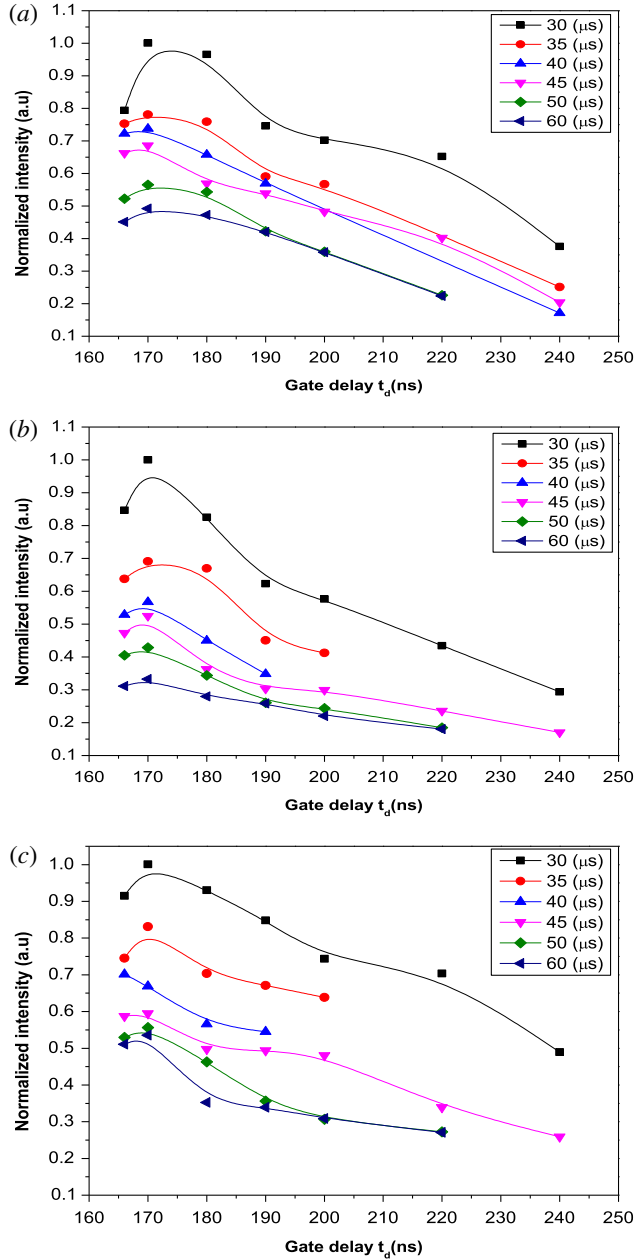 (a)
30 (μs)
35 (μs)
40 (μs)
45 (μs)
50 (μs)
60 (μs)
1.0
0.9
0.8
0.7
0.6
0.5
0.4
0.3
0.2
0.1
Normalized intensity (a.u)
160 170 180 190 200 210 220 230 240 250
Gate delay t_d(ns)
(b)
30 (μs)
35 (μs)
40 (μs)
45 (μs)
50 (μs)
60 (μs)
1.1
1.0
0.9
0.8
0.7
0.6
0.5
0.4
0.3
0.2
0.1
Normalized intensity (a.u)
160 170 180 190 200 210 220 230 240 250
Gate delay t_d(ns)
(c)
30 (μs)
35 (μs)
40 (μs)
45 (μs)
50 (μs)
60 (μs)
1.0
0.9
0.8
0.7
0.6
0.5
0.4
0.3
0.2
0.1
Normalized intensity (a.u)
160 170 180 190 200 210 220 230 240 250
Gate delay t_d(ns)